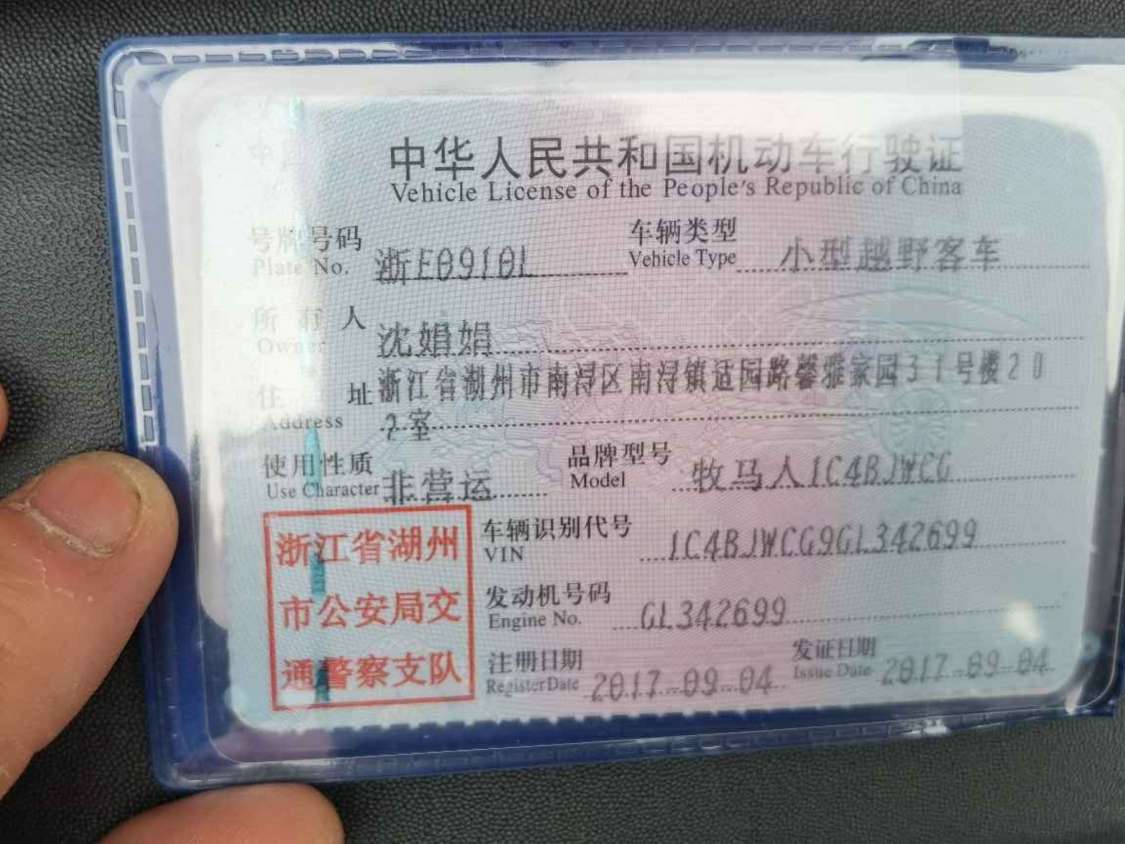 中华人民共和国机动车行驶证
Vehicle License of the People's Republic of China
号牌号码 浙E0910L 车辆类型 小型越野客车
Plate No. Vehicle Type
所有人 沈娟娟
Owner
住址 浙江省湖州市南浔区南浔镇适园路馨雅家园31号楼20
Address 2室
使用性质 非营运 品牌型号 牧马人1C4BJWCG
Use Character Model
浙江省湖州
市公安局交
通警察支队
车辆识别代号 1C4BJWCG9GL342699
VIN
发动机号码 GL342699
Engine No.
注册日期 2017-09-04 发证日期 2017-09-04
Register Date Issue Date